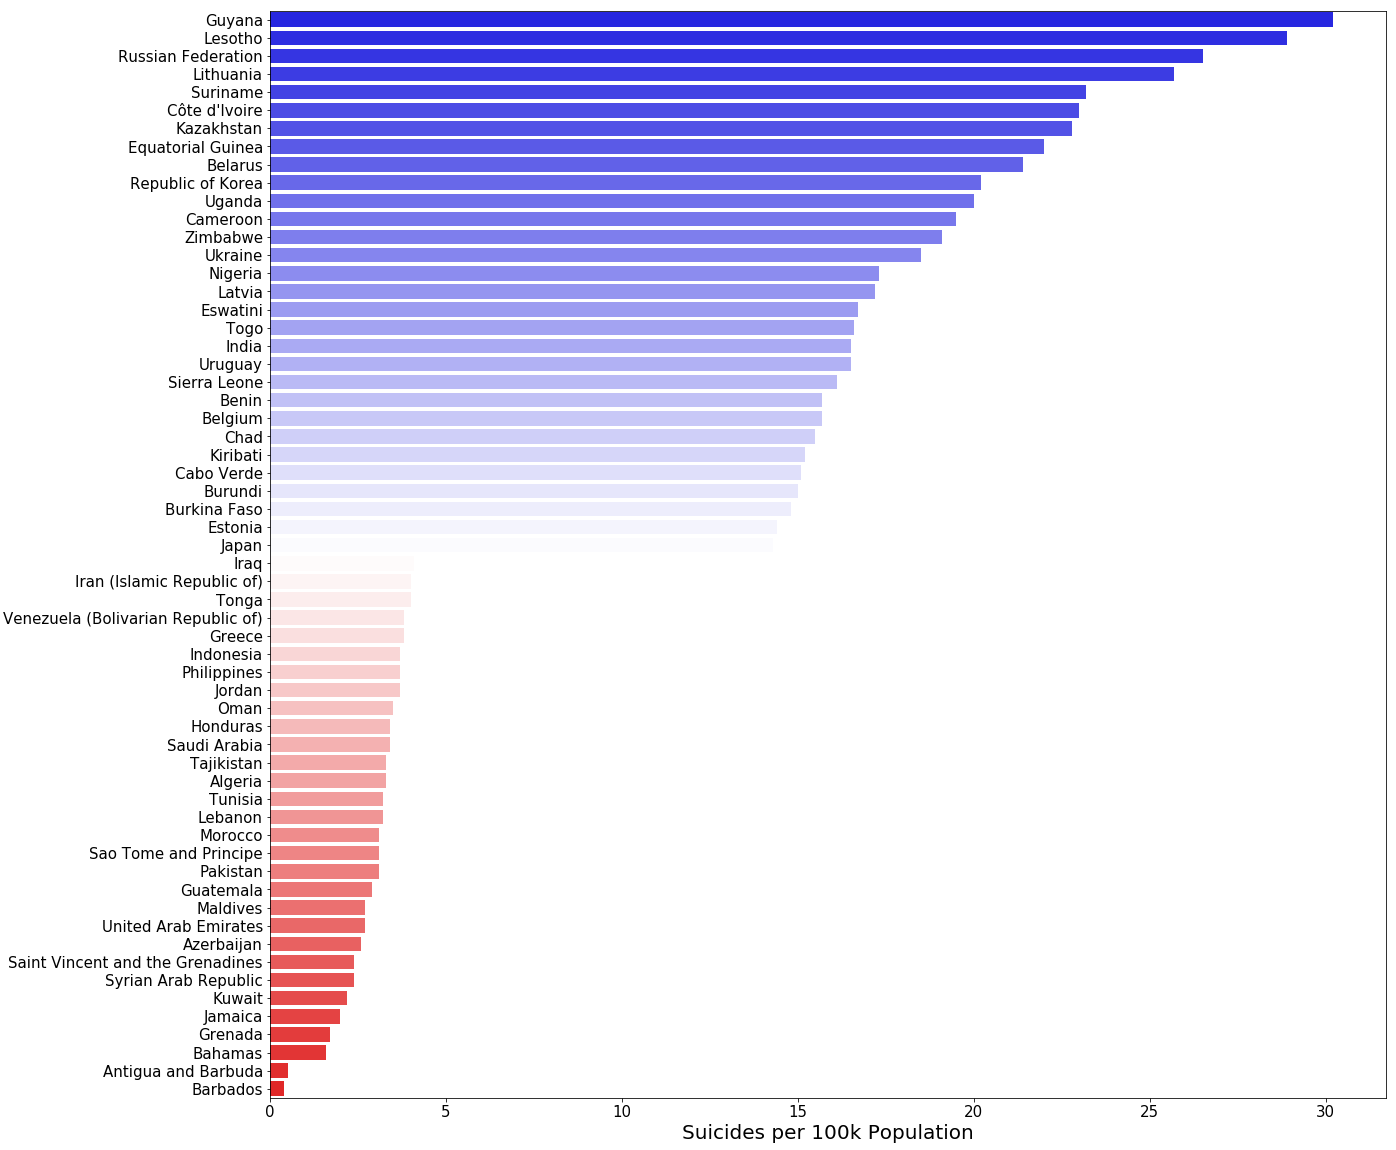 Guyana
Lesotho
Russian Federation
Lithuania
Suriname
Côte d'Ivoire
Kazakhstan
Equatorial Guinea
Belarus
Republic of Korea
Uganda
Cameroon
Zimbabwe
Ukraine
Nigeria
Latvia
Eswatini
Togo
India
Uruguay
Sierra Leone
Benin
Belgium
Chad
Kiribati
Cabo Verde
Burundi
Burkina Faso
Estonia
Japan
Iraq
Iran (Islamic Republic of)
Tonga
Venezuela (Bolivarian Republic of)
Greece
Indonesia
Philippines
Jordan
Oman
Honduras
Saudi Arabia
Tajikistan
Algeria
Tunisia
Lebanon
Morocco
Sao Tome and Principe
Pakistan
Guatemala
Maldives
United Arab Emirates
Azerbaijan
Saint Vincent and the Grenadines
Syrian Arab Republic
Kuwait
Jamaica
Grenada
Bahamas
Antigua and Barbuda
Barbados
0 5 10 15 20 25 30
Suicides per 100k Population